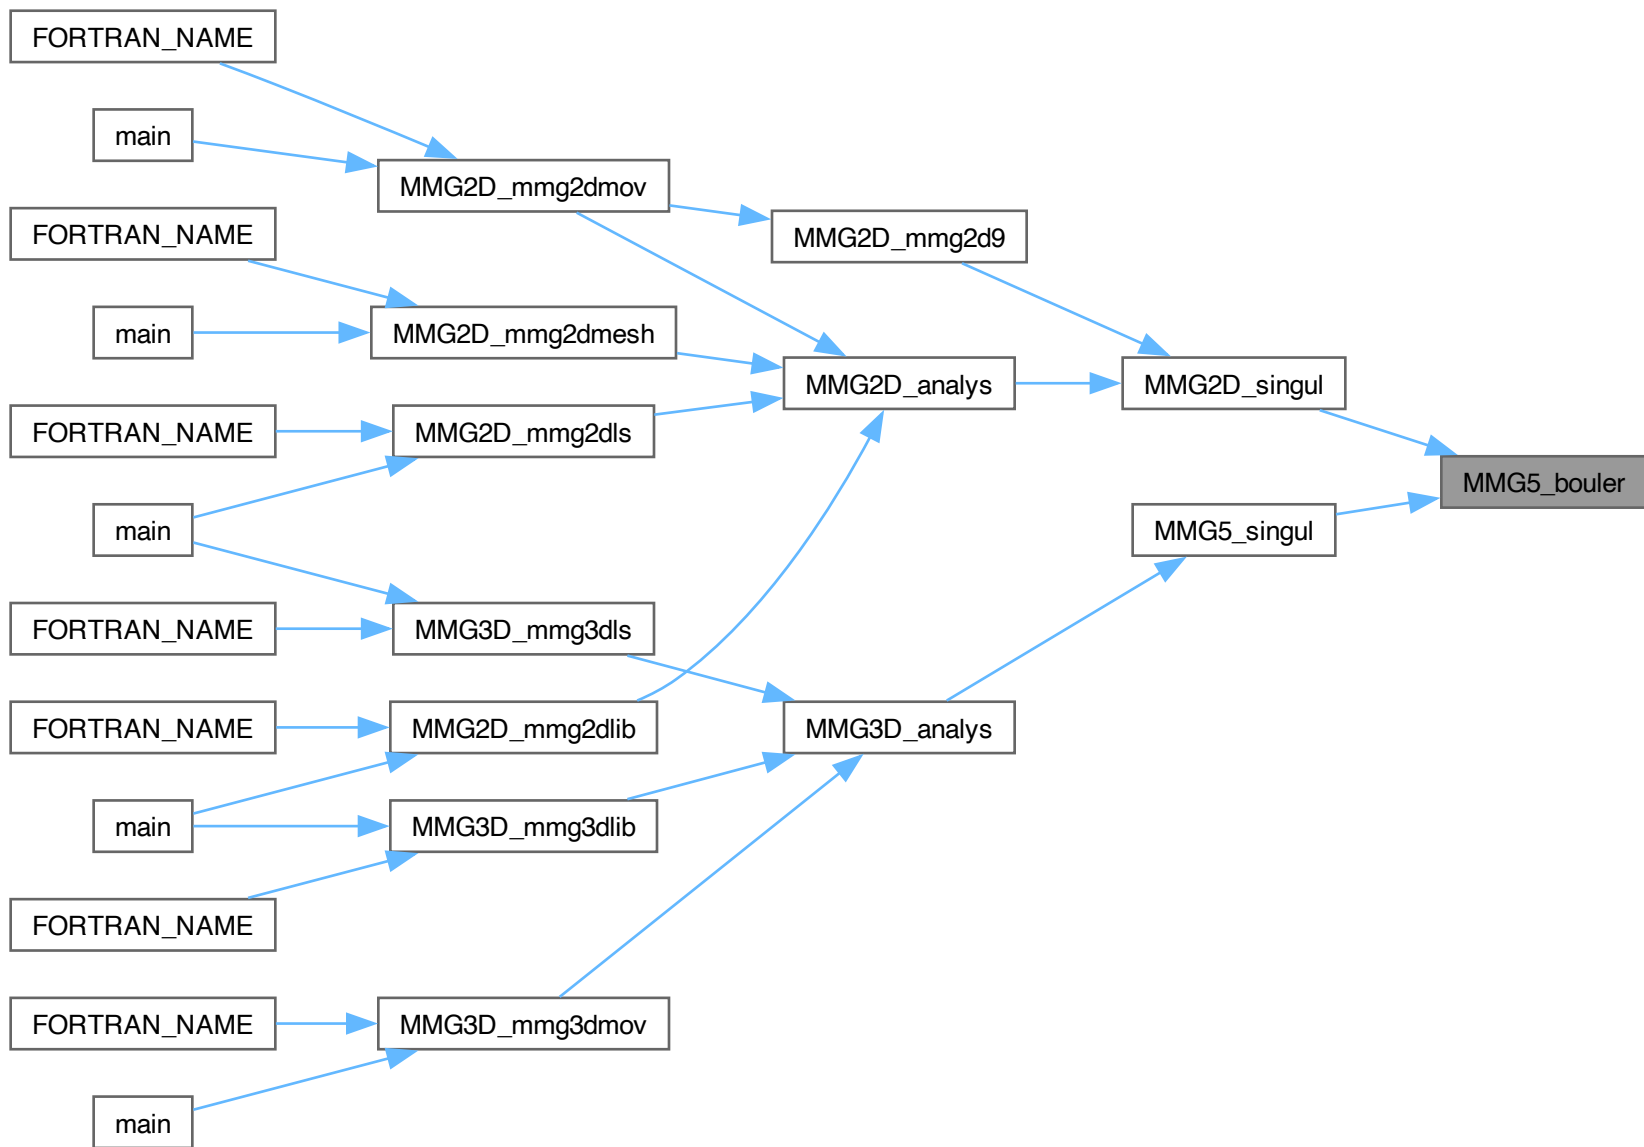 FORTRAN_NAME
main
MMG2D_mmg2dmov
FORTRAN_NAME
MMG2D_mmg2d9
main
MMG2D_mmg2dmesh
MMG2D_analys
MMG2D_singul
FORTRAN_NAME
MMG2D_mmg2dls
MMG5_bouler
main
MMG5_singul
FORTRAN_NAME
MMG3D_mmg3dls
FORTRAN_NAME
MMG2D_mmg2dlib
MMG3D_analys
main
MMG3D_mmg3dlib
FORTRAN_NAME
FORTRAN_NAME
MMG3D_mmg3dmov
main